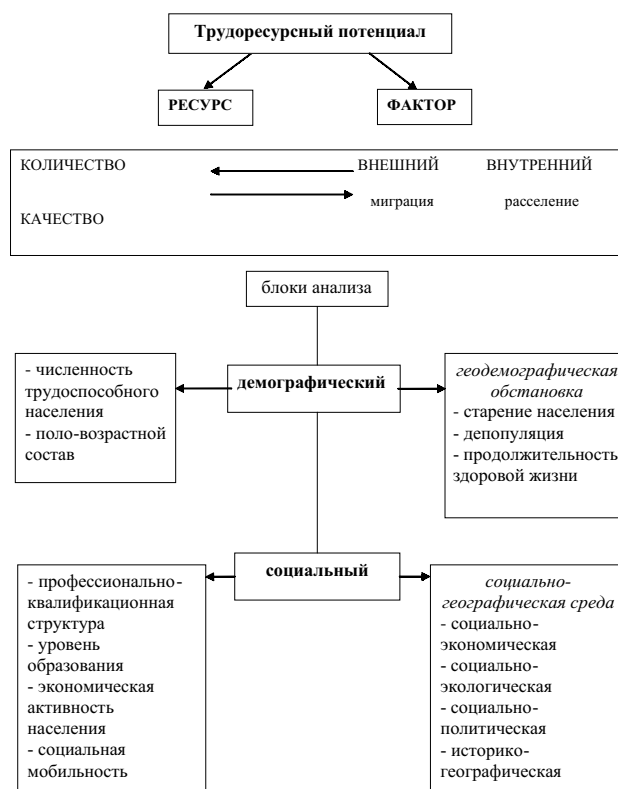 Трудоресурсный потенциал
РЕСУРС
ФАКТОР
КОЛИЧЕСТВО
ВНЕШНИЙ
ВНУТРЕННИЙ
миграция
расселение
КАЧЕСТВО
блоки анализа
- численность
трудоспособного
населения
- поло-возрастной
состав
демографический
геодемографическая
обстановка
- старение населения
- депопуляция
- продолжительность
здоровой жизни
социальный
- профессионально-
квалификационная
структура
- уровень
образования
- экономическая
активность
населения
- социальная
мобильность
социально-
географическая среда
- социально-
экономическая
- социально-
экологическая
- социально-
политическая
- историко-
географическая